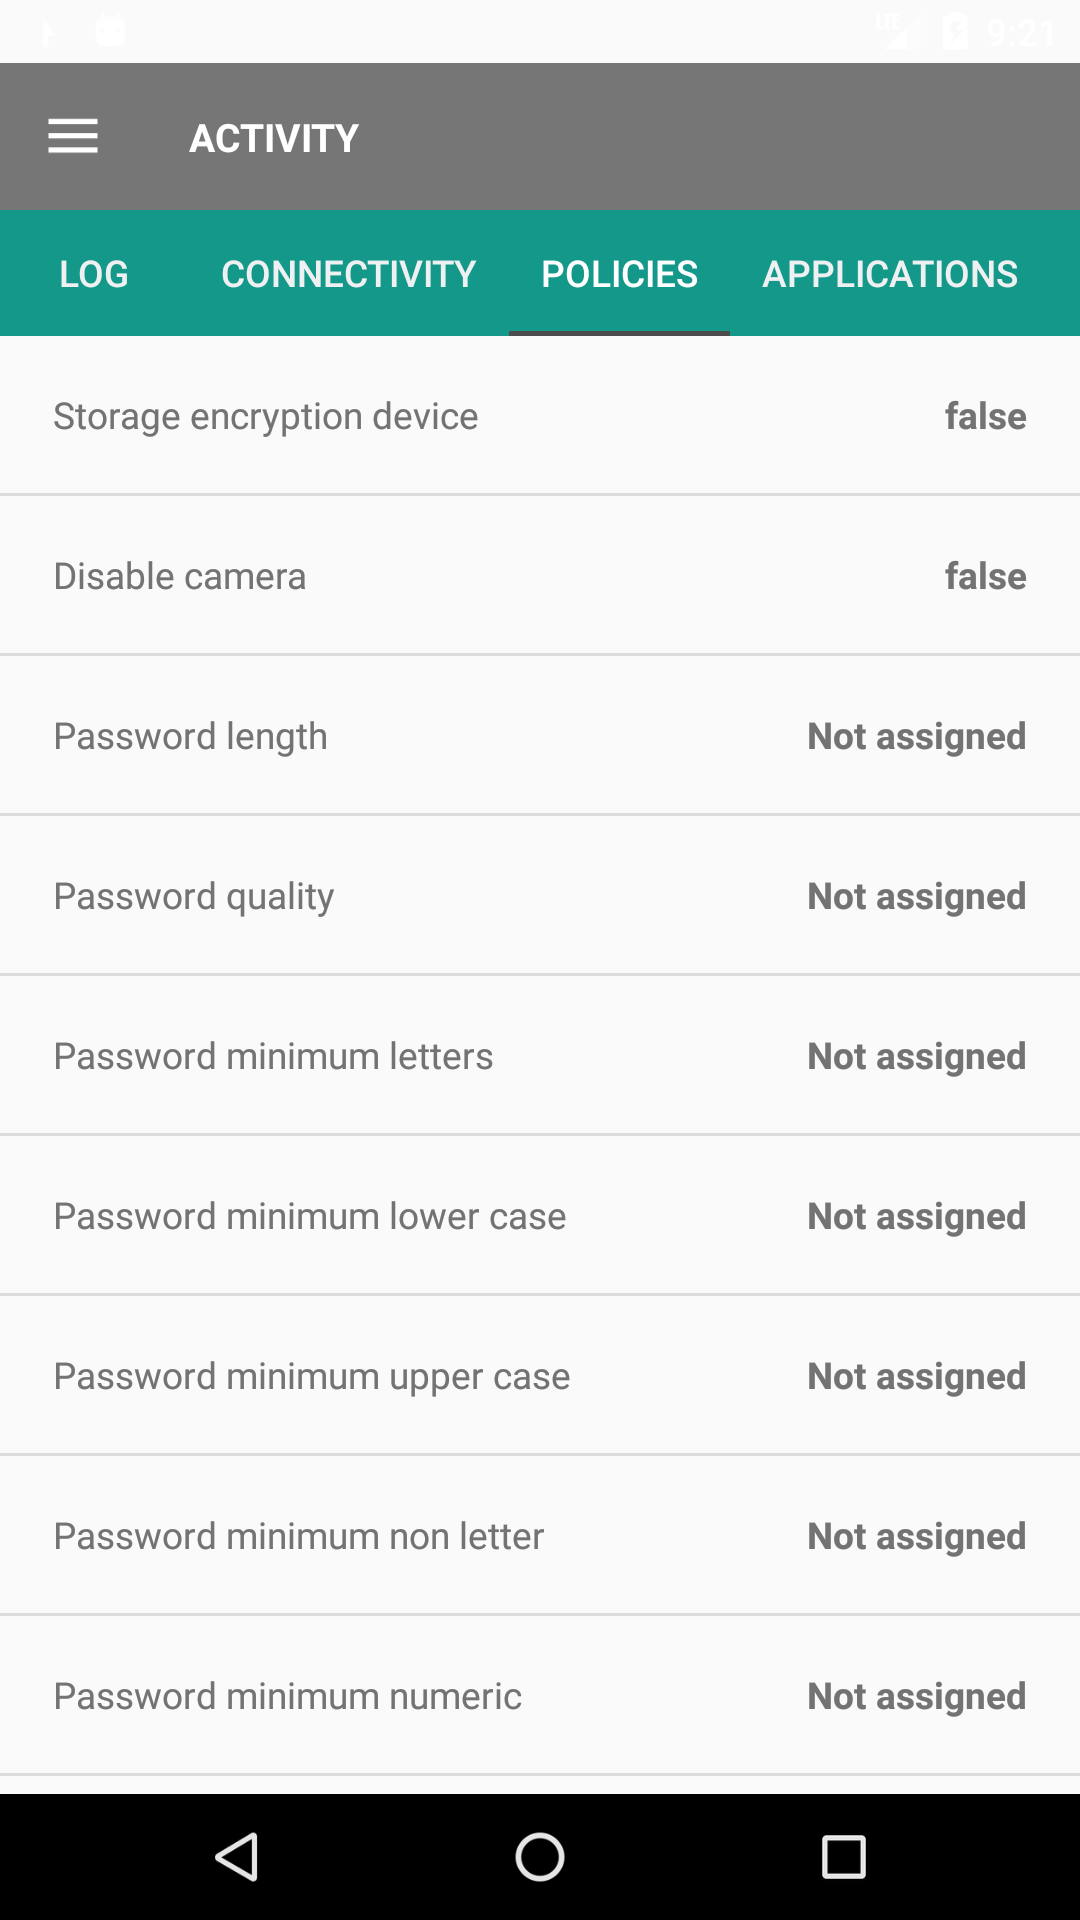 LTE 9:21
ACTIVITY
LOG CONNECTIVITY POLICIES APPLICATIONS
Storage encryption device false
Disable camera false
Password length Not assigned
Password quality Not assigned
Password minimum letters Not assigned
Password minimum lower case Not assigned
Password minimum upper case Not assigned
Password minimum non letter Not assigned
Password minimum numeric Not assigned